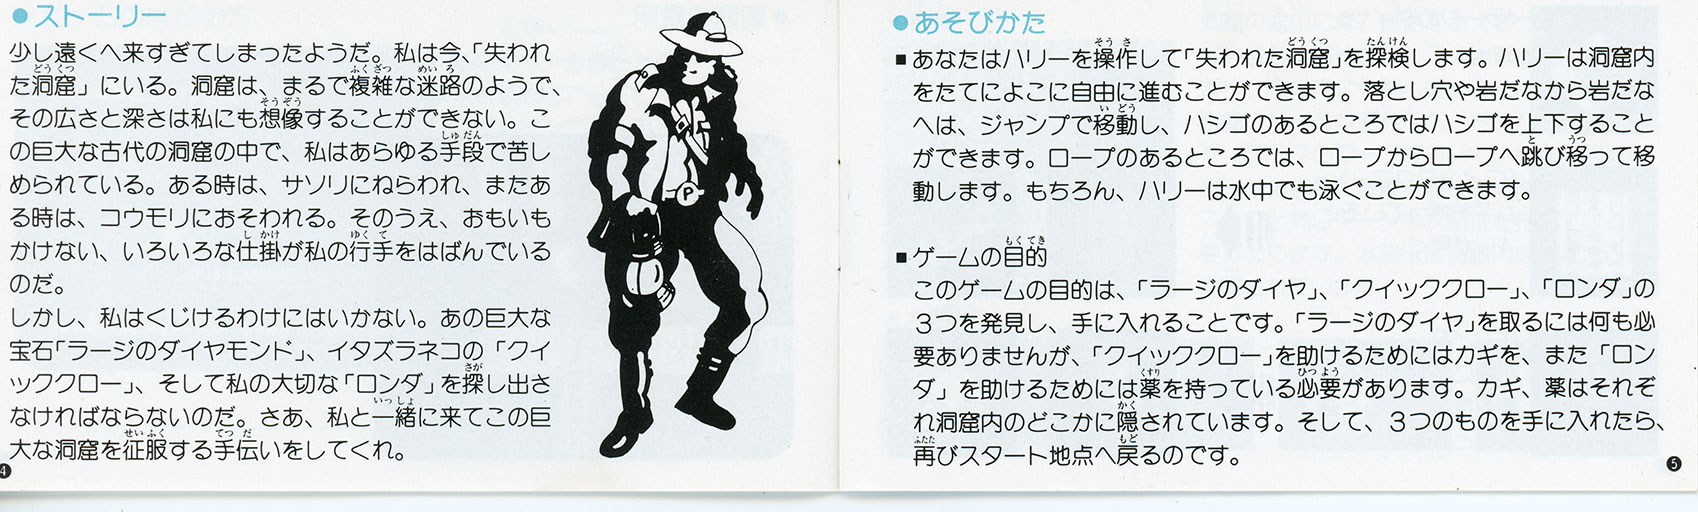 ●ストーリー
少し遠くへ来すぎてしまったようだ。私は今、「失われ
た洞窟」にいる。洞窟は、まるで複雑な迷路のようで、
その広さと深さは私にも想像することができない。こ
の巨大な古代の洞窟の中で、私はあらゆる手段で苦し
められている。ある時は、サソリにねらわれ、またあ
る時は、コウモリにおそわれる。そのうえ、おもいも
かけない、いろいろな仕掛が私の行手をはばんでいる
のだ。
しかし、私はくじけるわけにはいかない。あの巨大な
宝石「ラージのダイヤモンド」、イタズラネコの「クイ
ッククロー」、そして私の大切な「ロンダ」を探し出さ
なければならないのだ。さあ、私と一緒に来てこの巨
大な洞窟を征服する手伝いをしてくれ。
4
P
●あそびかた
■あなたはハリーを操作して「失われた洞窟」を探検します。ハリーは洞窟内
をたてによこに自由に進むことができます。落とし穴や岩だなから岩だな
へは、ジャンプで移動し、ハシゴのあるところではハシゴを上下すること
ができます。ロープのあるところでは、ロープからロープへ跳び移って移
動します。もちろん、ハリーは水中でも泳ぐことができます。
■ゲームの目的
このゲームの目的は、「ラージのダイヤ」、「クイッククロー」、「ロンダ」の
３つを発見し、手に入れることです。「ラージのダイヤ」を取るには何も必
要ありませんが、「クイッククロー」を助けるためにはカギを、また「ロン
ダ」を助けるためには薬を持っている必要があります。カギ、薬はそれぞ
れ洞窟内のどこかに隠されています。そして、３つのものを手に入れたら、
再びスタート地点へ戻るのです。
5